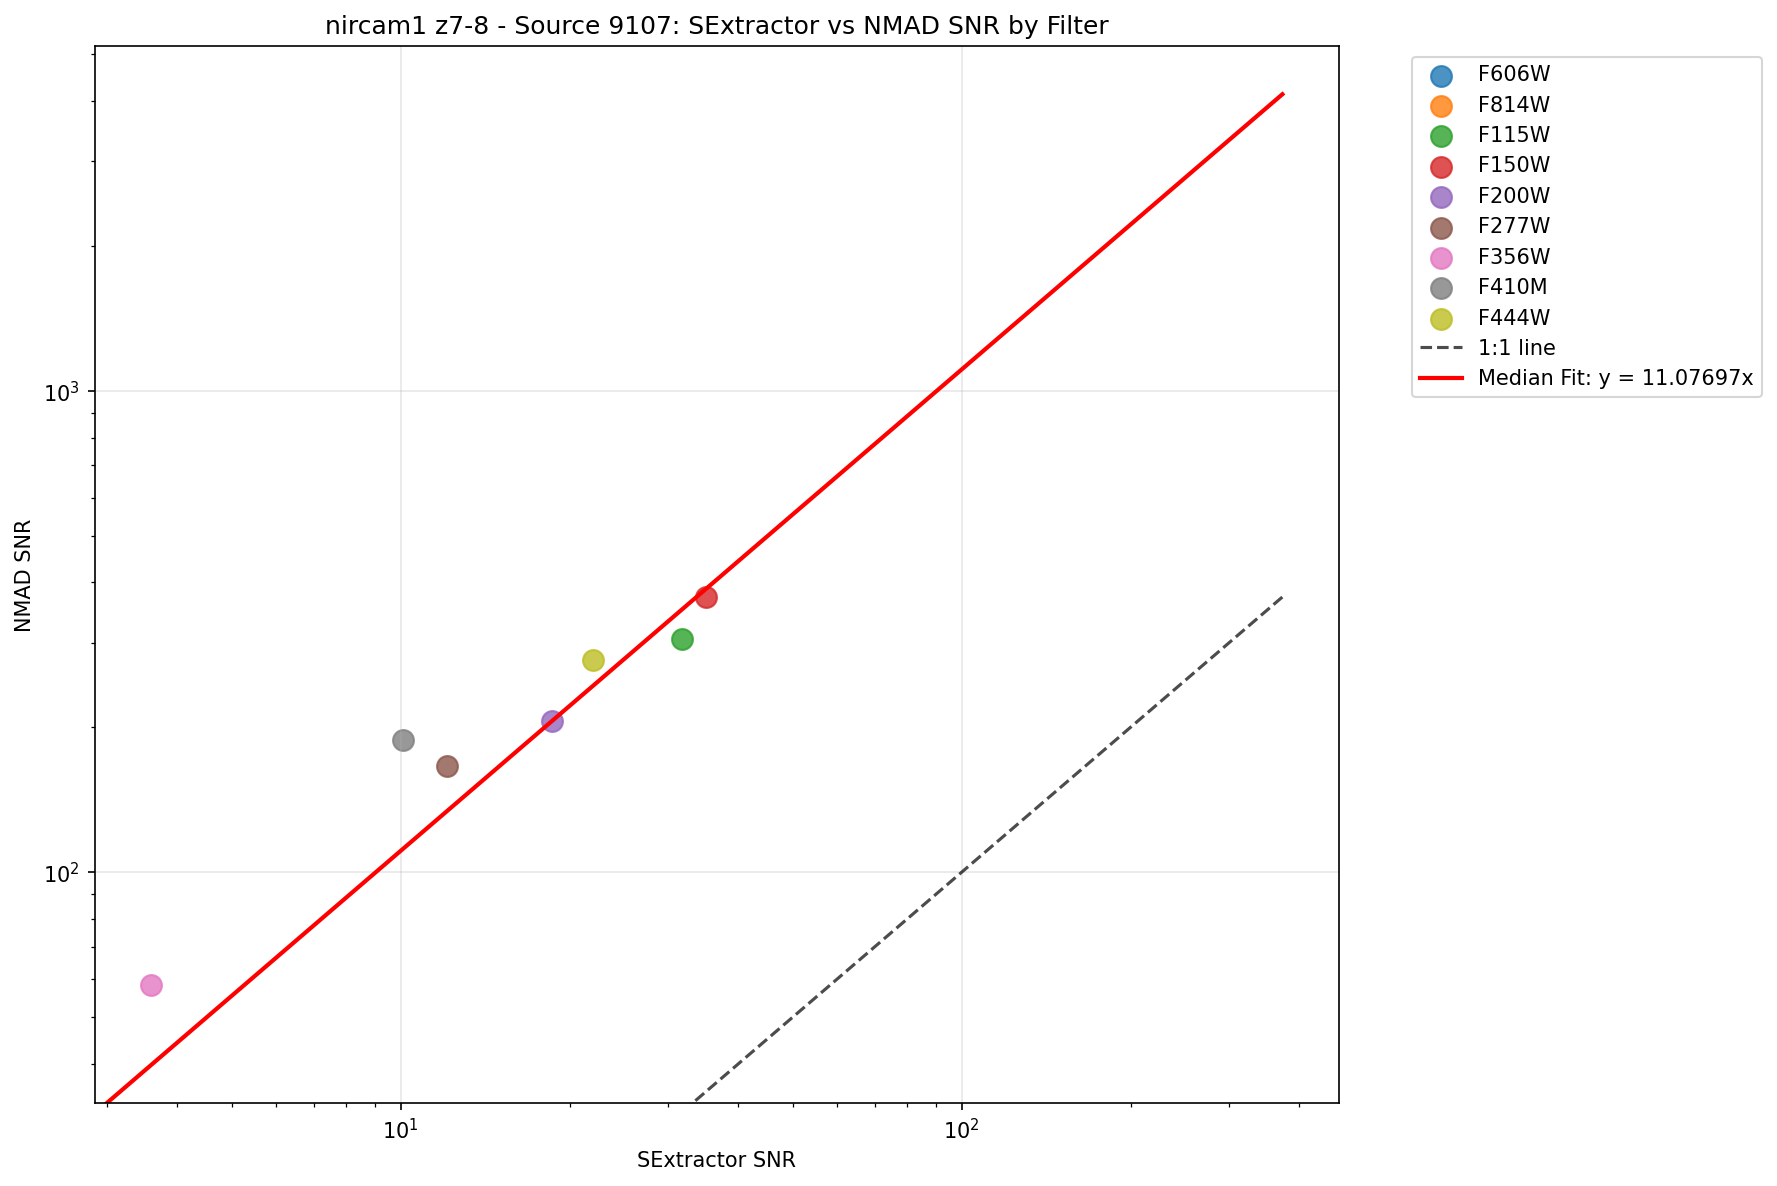 nircam1 z7-8 - Source 9107: SExtractor vs NMAD SNR by Filter
NMAD SNR
10³
10²
10¹
10²
SExtractor SNR
F606W
F814W
F115W
F150W
F200W
F277W
F356W
F410M
F444W
1:1 line
Median Fit: y = 11.07697x